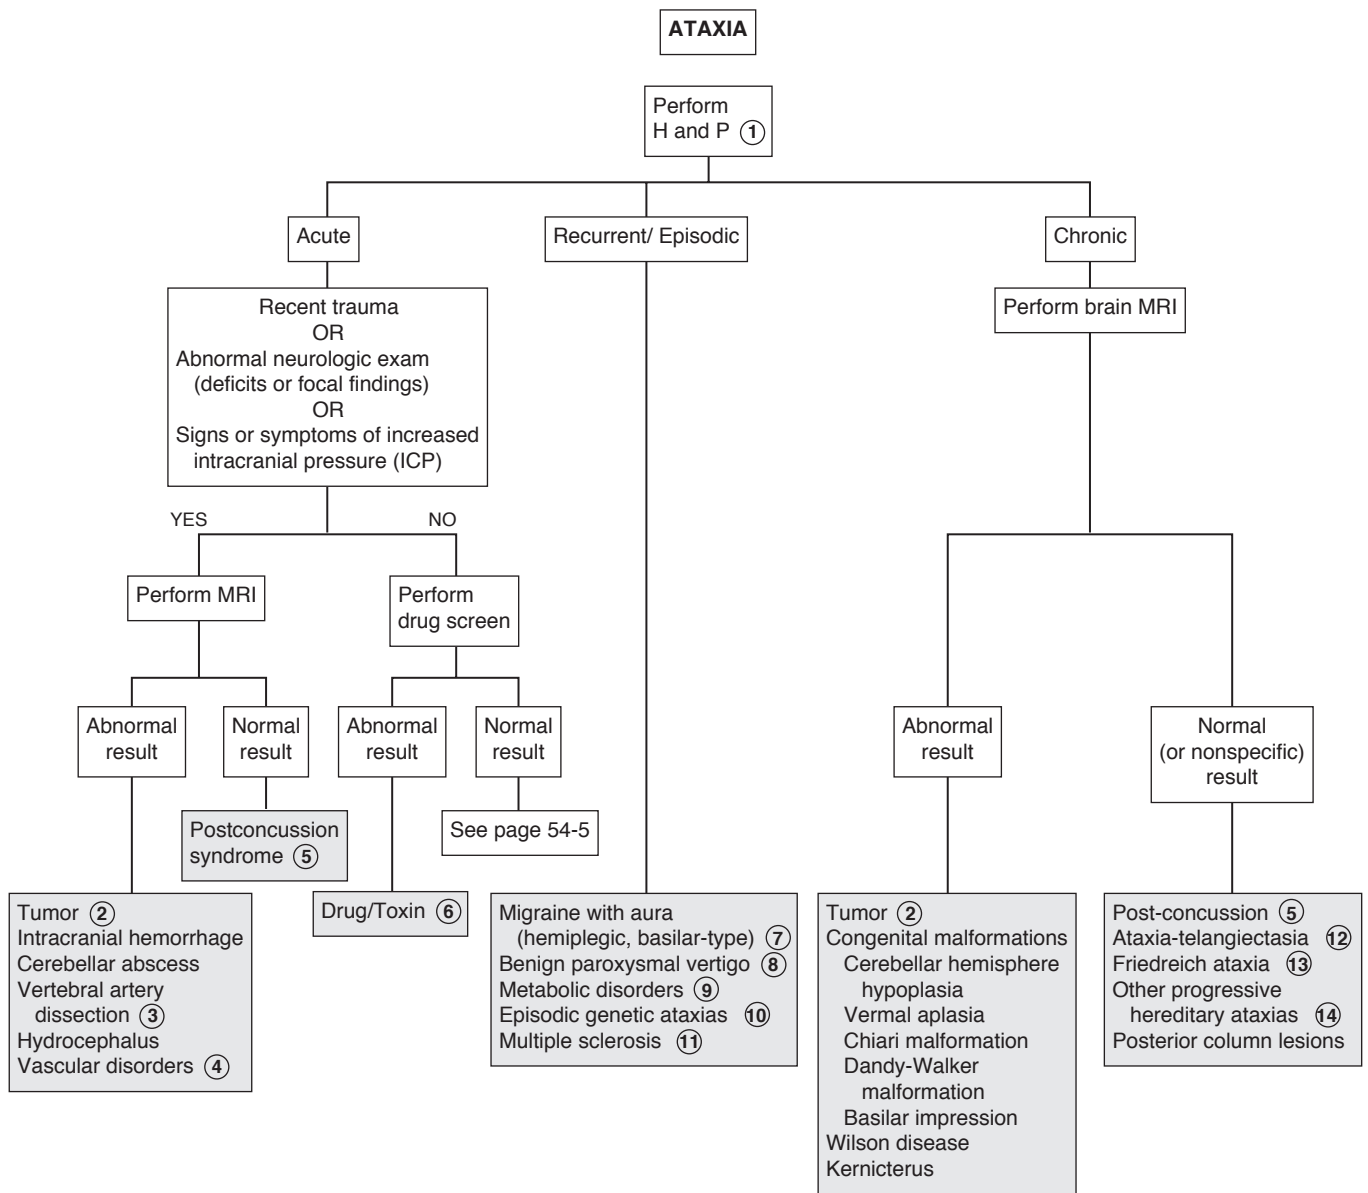 ATAXIA
Perform
H and P 1
Acute
Recurrent/ Episodic
Chronic
Recent trauma
OR
Abnormal neurologic exam
(deficits or focal findings)
OR
Signs or symptoms of increased
intracranial pressure (ICP)
Perform brain MRI
YES
NO
Perform MRI
Perform
drug screen
Abnormal
result
Normal
result
Abnormal
result
Normal
result
Abnormal
result
Normal
(or nonspecific)
result
Postconcussion
syndrome 5
See page 54-5
Tumor 2
Intracranial hemorrhage
Cerebellar abscess
Vertebral artery
dissection 3
Hydrocephalus
Vascular disorders 4
Drug/Toxin 6
Migraine with aura
(hemiplegic, basilar-type) 7
Benign paroxysmal vertigo 8
Metabolic disorders 9
Episodic genetic ataxias 10
Multiple sclerosis 11
Tumor 2
Congenital malformations
Cerebellar hemisphere
hypoplasia
Vermal aplasia
Chiari malformation
Dandy-Walker
malformation
Basilar impression
Wilson disease
Kernicterus
Post-concussion 5
Ataxia-telangiectasia 12
Friedreich ataxia 13
Other progressive
hereditary ataxias 14
Posterior column lesions